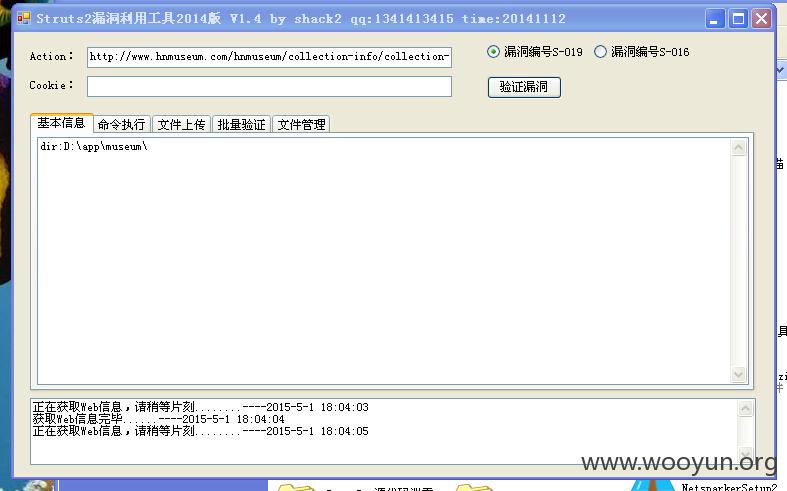 Struts2漏洞利用工具2014版 V1.4 by shack2 qq:1341413415 time:20141112
Action: http://www.hnmuseum.com/hnmuseum/collection-info/collection- 漏洞编号S-019 漏洞编号S-016
Cookie: 验证漏洞
基本信息 命令执行 文件上传 批量验证 文件管理
dir:D:\app\museum\
正在获取Web信息,请稍等片刻........----2015-5-1 18:04:03
获取Web信息完毕......----2015-5-1 18:04:04
正在获取Web信息,请稍等片刻........----2015-5-1 18:04:05
www.wooyun.org
NetsparkerSetup2